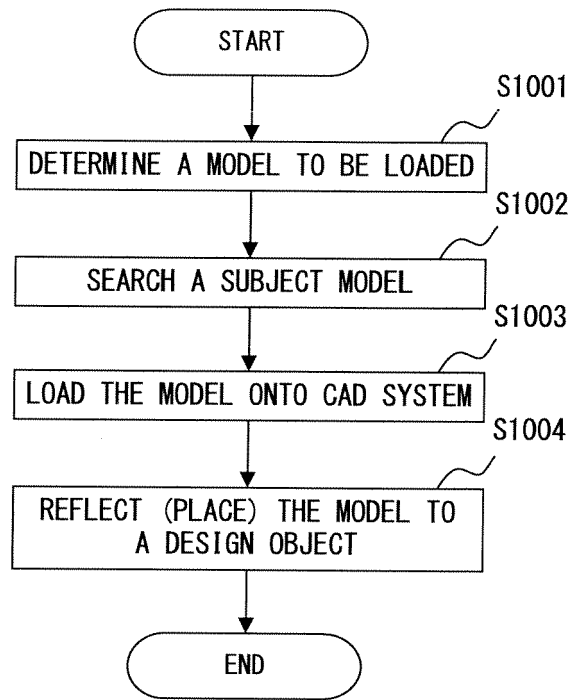 START
S1001
DETERMINE A MODEL TO BE LOADED
S1002
SEARCH A SUBJECT MODEL
S1003
LOAD THE MODEL ONTO CAD SYSTEM
S1004
REFLECT (PLACE) THE MODEL TO
A DESIGN OBJECT
END